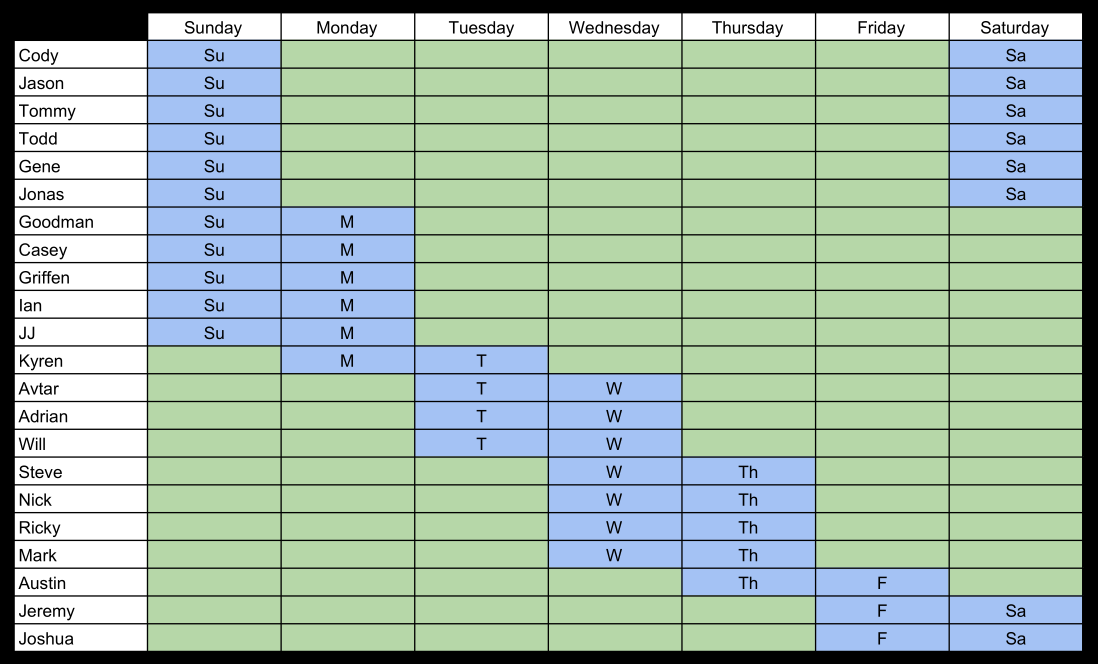 Sunday Monday Tuesday Wednesday Thursday Friday Saturday
Cody Su Sa
Jason Su Sa
Tommy Su Sa
Todd Su Sa
Gene Su Sa
Jonas Su Sa
Goodman Su M
Casey Su M
Griffen Su M
Ian Su M
JJ Su M
Kyren M T
Avtar T W
Adrian T W
Will T W
Steve W Th
Nick W Th
Ricky W Th
Mark W Th
Austin Th F
Jeremy F Sa
Joshua F Sa